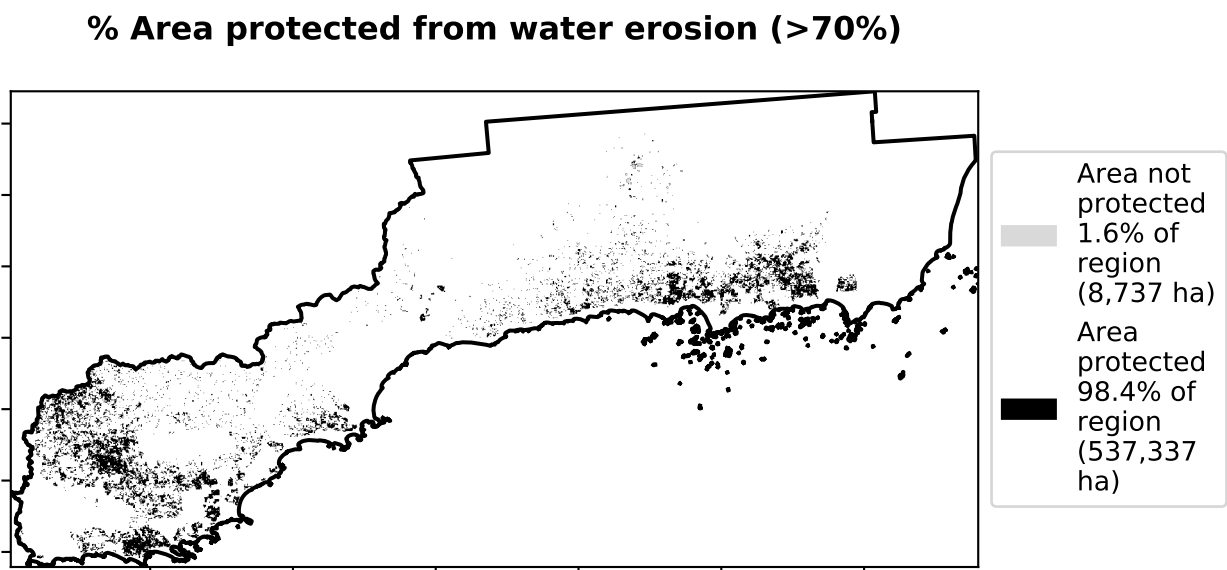 % Area protected from water erosion (>70%)
Area not
protected
1.6% of
region
(8,737 ha)
Area
protected
98.4% of
region
(537,337
ha)